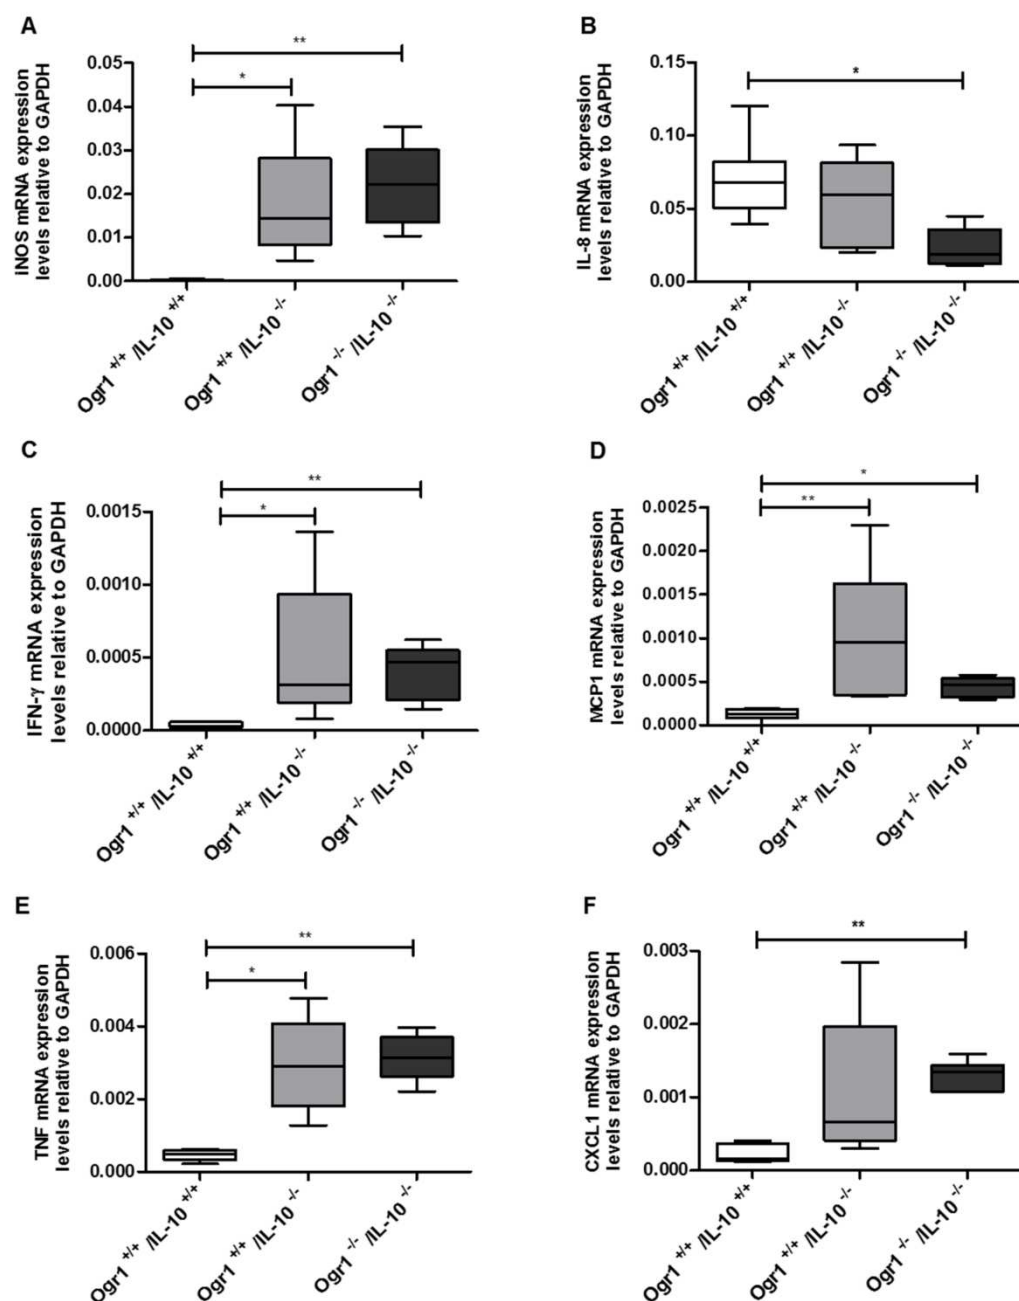 A
iNOS mRNA expression
levels relative to GAPDH
0.05
0.04
0.03
0.02
0.01
0.00
*
**
Ogr1 +/+ /IL-10 +/+
Ogr1 +/+ /IL-10 -/-
Ogr1 -/- /IL-10 -/-
B
IL-8 mRNA expression
levels relative to GAPDH
0.15
0.10
0.05
0.00
*
Ogr1 +/+ /IL-10 +/+
Ogr1 +/+ /IL-10 -/-
Ogr1 -/- /IL-10 -/-
C
IFN-γ mRNA expression
levels relative to GAPDH
0.0015
0.0010
0.0005
0.0000
**
*
Ogr1 +/+ /IL-10 +/+
Ogr1 +/+ /IL-10 -/-
Ogr1 -/- /IL-10 -/-
D
MCP1 mRNA expression
levels relative to GAPDH
0.0025
0.0020
0.0015
0.0010
0.0005
0.0000
*
**
Ogr1 +/+ /IL-10 +/+
Ogr1 +/+ /IL-10 -/-
Ogr1 -/- /IL-10 -/-
E
TNF mRNA expression
levels relative to GAPDH
0.006
0.004
0.002
0.000
**
*
Ogr1 +/+ /IL-10 +/+
Ogr1 +/+ /IL-10 -/-
Ogr1 -/- /IL-10 -/-
F
CXCL1 mRNA expression
levels relative to GAPDH
0.003
0.002
0.001
0.000
**
Ogr1 +/+ /IL-10 +/+
Ogr1 +/+ /IL-10 -/-
Ogr1 -/- /IL-10 -/-